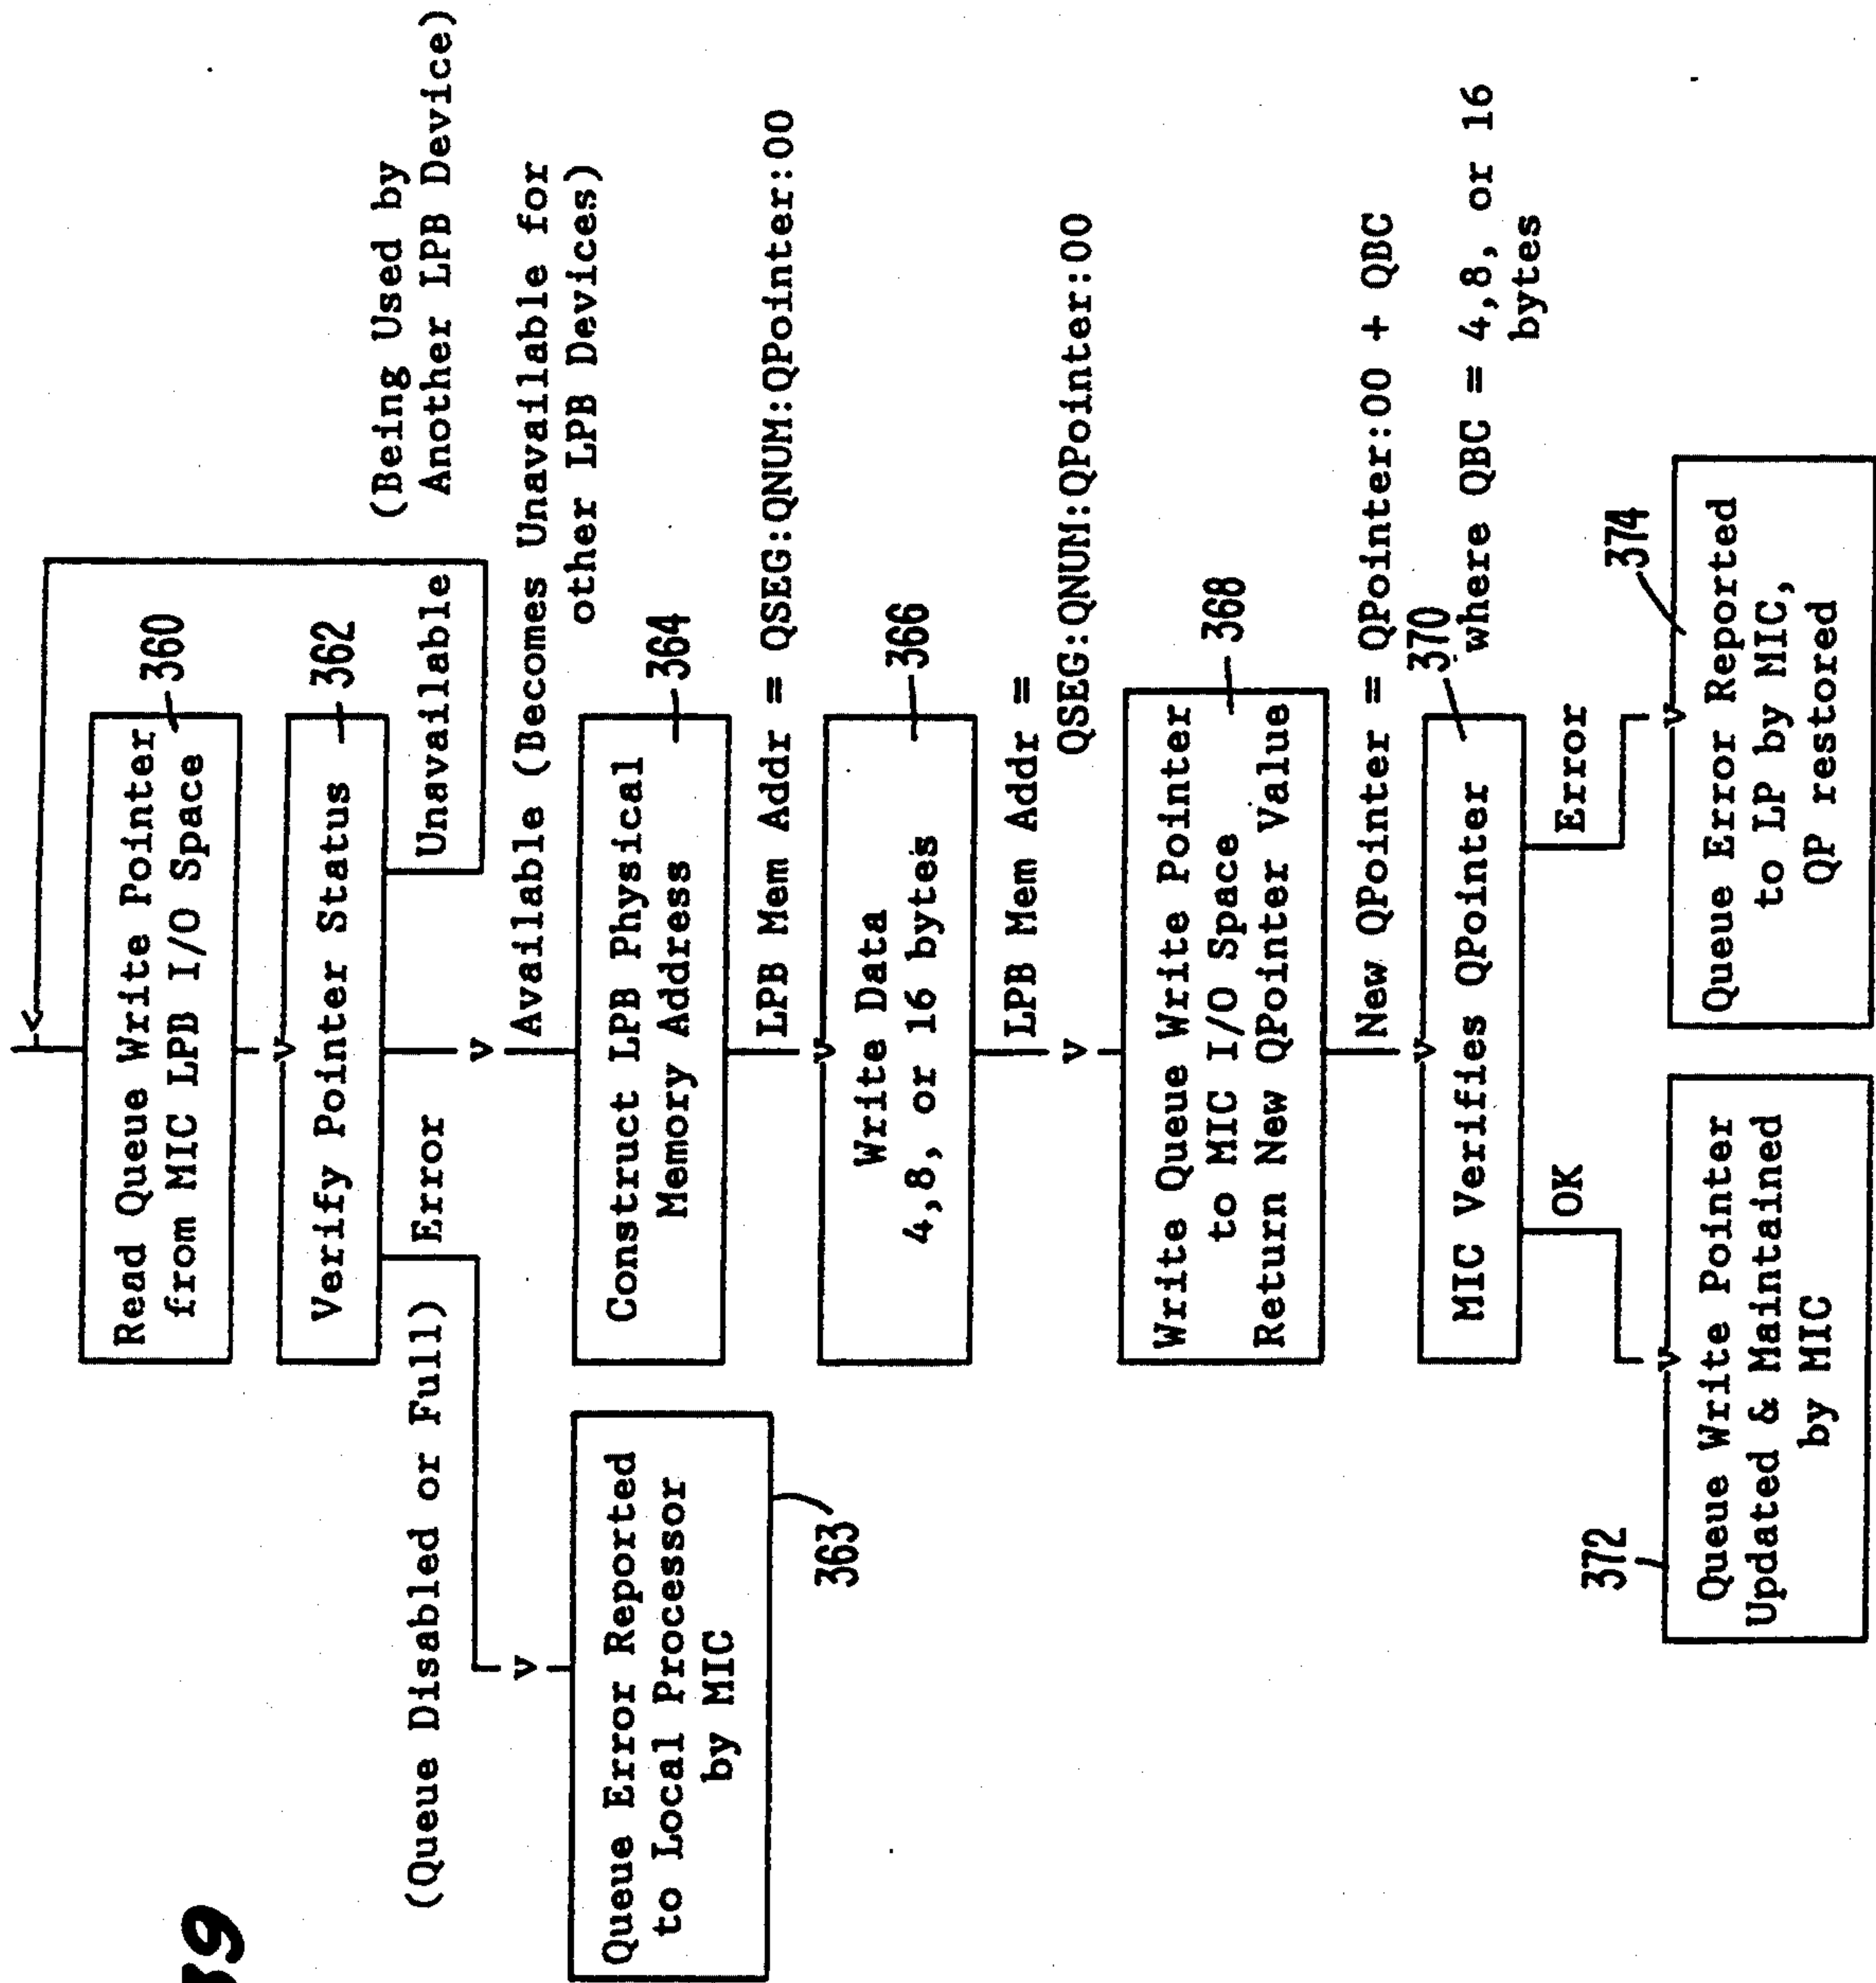 Read Queue Write Pointer
from MIC LPB I/O Space
360
Verify Pointer Status
362
Unavailable
(Being Used by
Another LPB Device)
(Queue Disabled or Full)
Error
Available (Becomes Unavailable for
other LPB Devices)
Queue Error Reported
to Local Processor
by MIC
363
Construct LPB Physical
Memory Address
364
LPB Mem Addr = QSEG:QNUM:QPointer:00
Write Data
4,8, or 16 bytes
366
LPB Mem Addr =
QSEG:QNUM:QPointer:00
Write Queue Write Pointer
to MIC I/O Space
Return New QPointer Value
368
New QPointer = QPointer:00 + QBC
where QBC = 4,8, or 16
bytes
MIC Verifies QPointer
370
OK
Error
372
Queue Write Pointer
Updated & Maintained
by MIC
374
Queue Error Reported
to LP by MIC,
QP restored
39